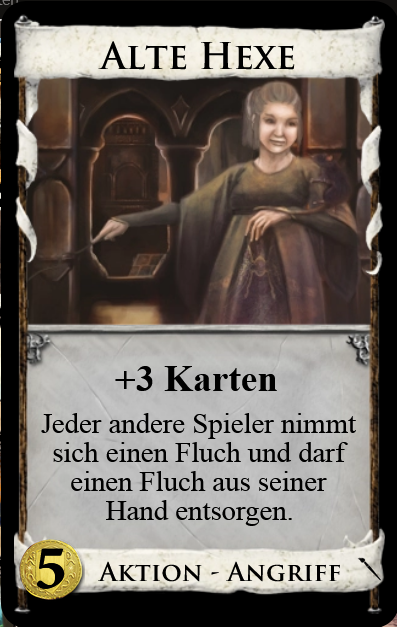 ALTE HEXE
+3 Karten
Jeder andere Spieler nimmt
sich einen Fluch und darf
einen Fluch aus seiner
Hand entsorgen.
5 AKTION - ANGRIFF